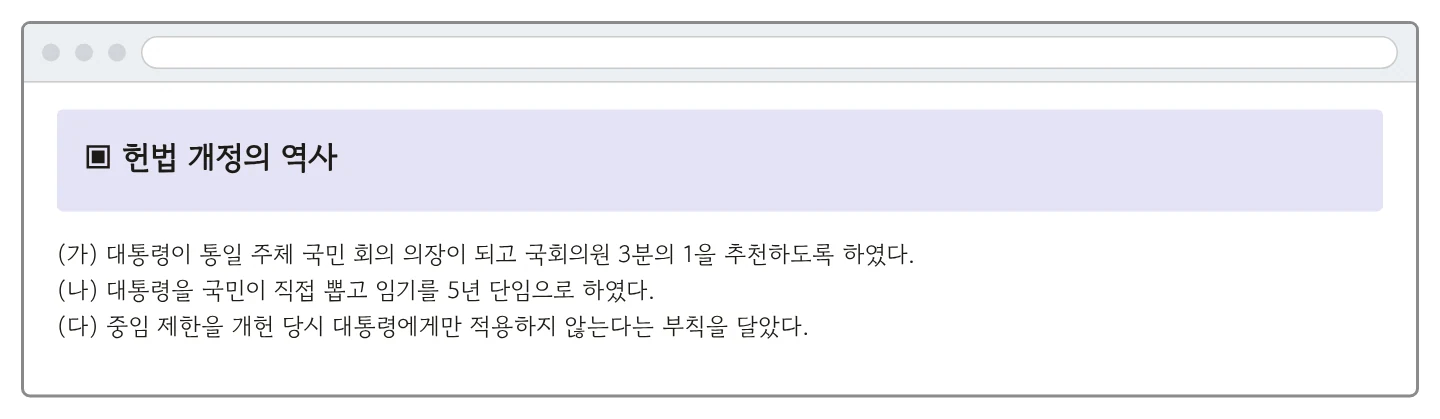 ▣ 헌법 개정의 역사
(가) 대통령이 통일 주체 국민 회의 의장이 되고 국회의원 3분의 1을 추천하도록 하였다.
(나) 대통령을 국민이 직접 뽑고 임기를 5년 단임으로 하였다.
(다) 중임 제한을 개헌 당시 대통령에게만 적용하지 않는다는 부칙을 달았다.